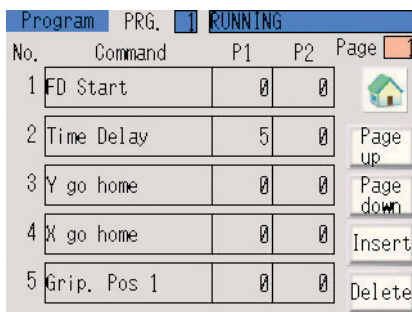 Program PRG. 1 RUNNING
No. Command P1 P2 Page 1
1 FD Start 0 0
2 Time Delay 5 0 Page up
3 Y go home 0 0 Page down
4 X go home 0 0 Insert
5 Grip. Pos 1 0 0 Delete